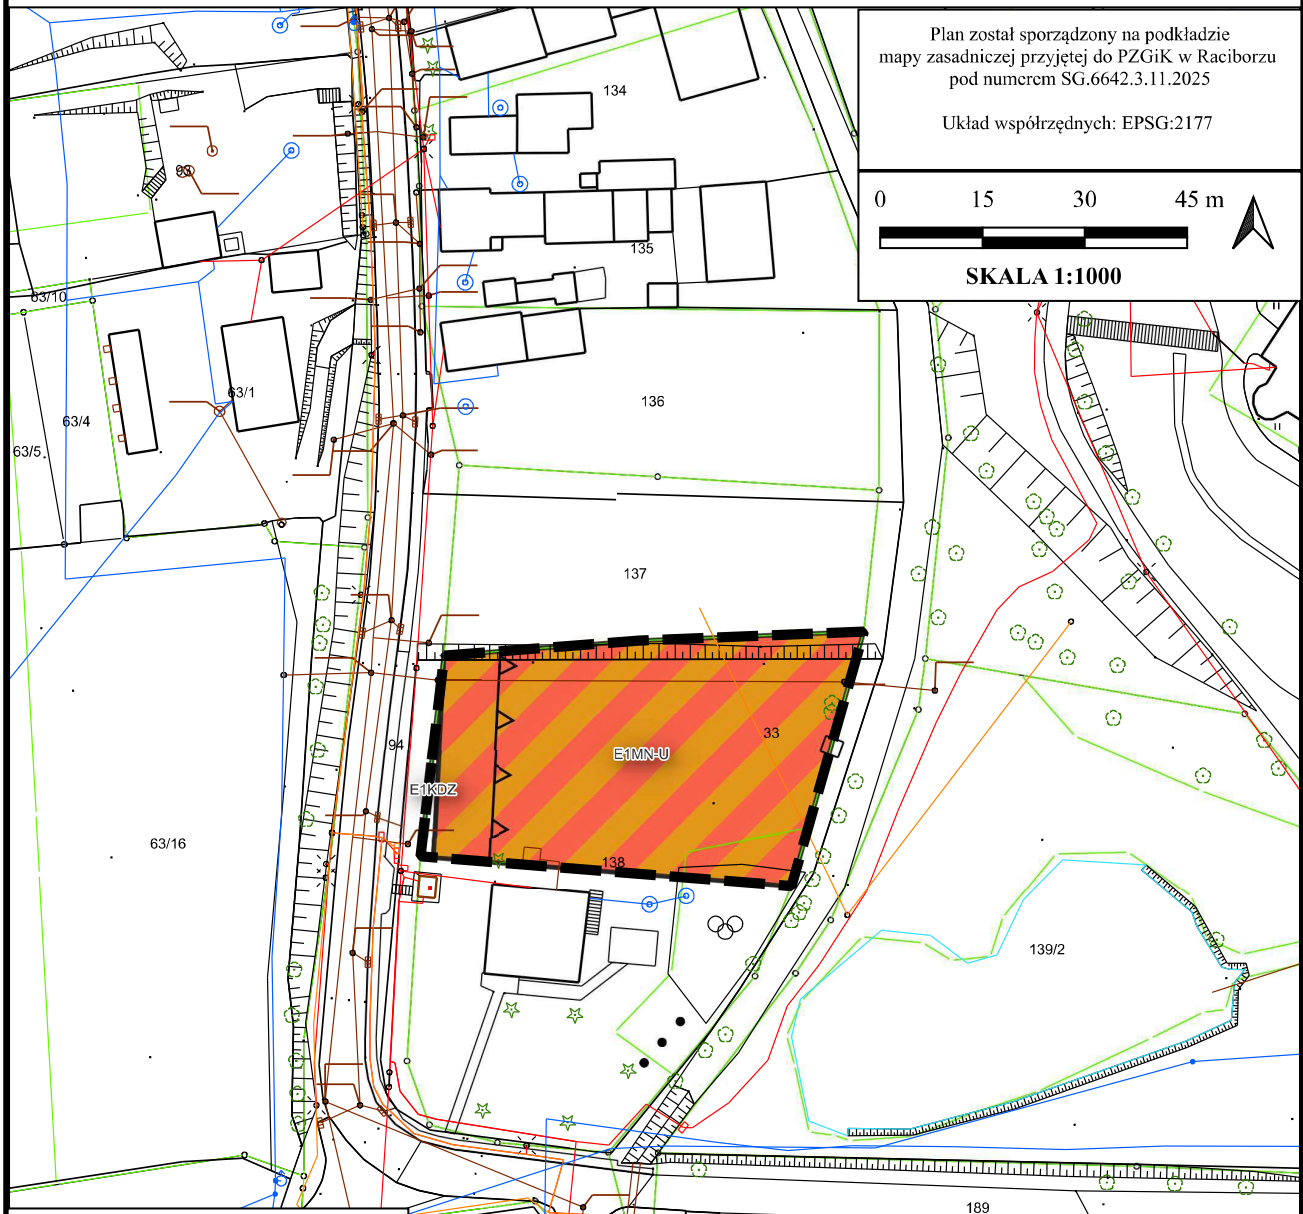 Plan został sporządzony na podkładzie
mapy zasadniczej przyjętej do PZGiK w Raciborzu
pod numerem SG.6642.3.11.2025
Układ współrzędnych: EPSG:2177
0 15 30 45 m
SKALA 1:1000
134
93
135
63/10
63/1
63/4
63/5
136
137
94
33
E1MN-U
E1KDZ
63/16
138
139/2
189